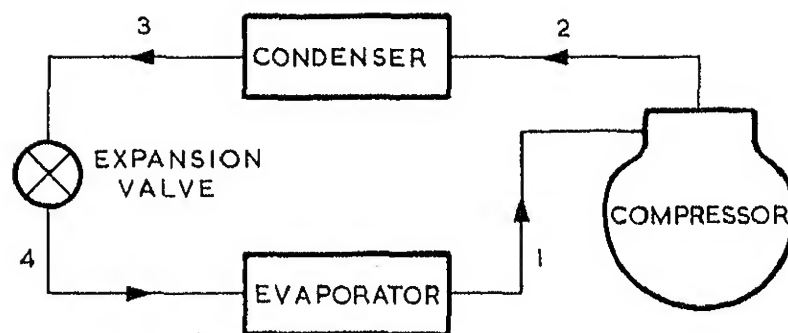 3
CONDENSER
2
EXPANSION
VALVE
COMPRESSOR
4
EVAPORATOR
1